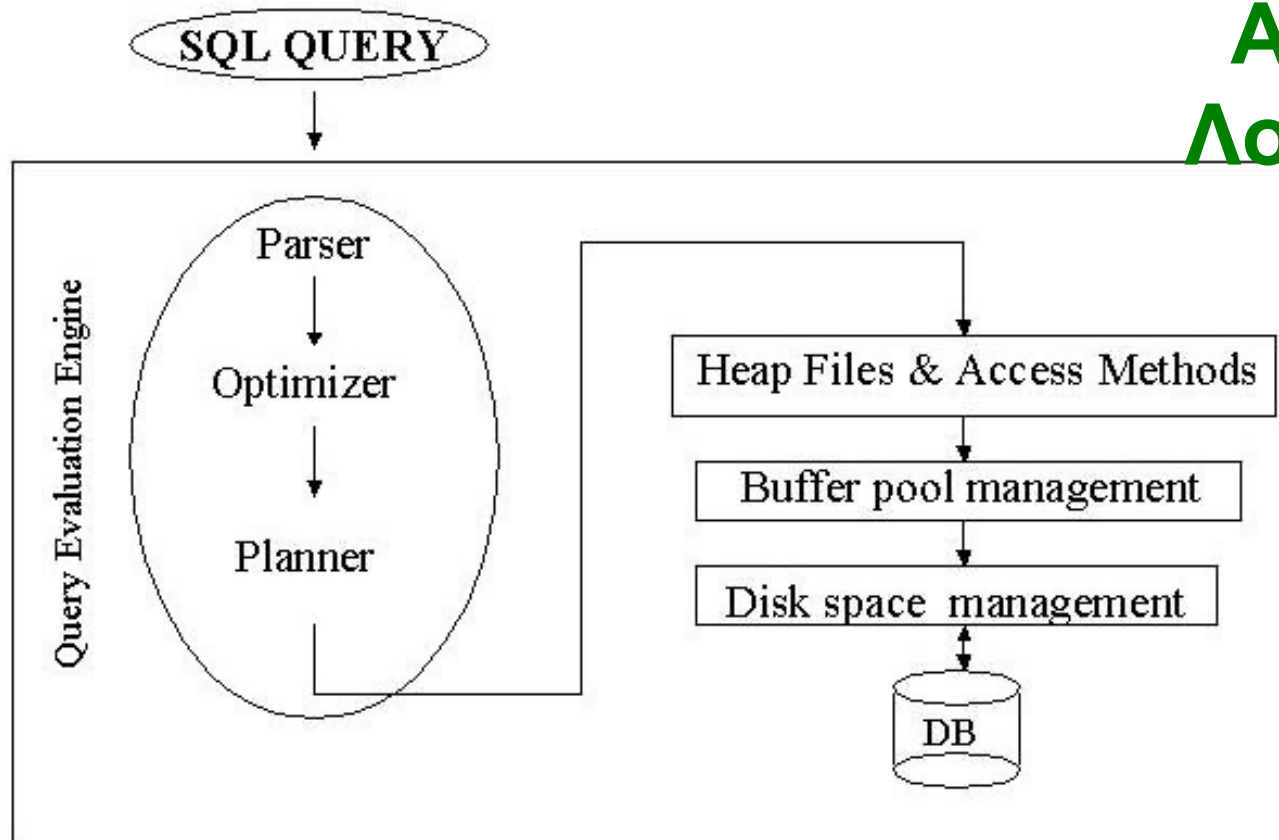 SQL QUERY
Λο
Query Evaluation Engine
Parser
Optimizer
Planner
Heap Files & Access Methods
Buffer pool management
Disk space management
DB